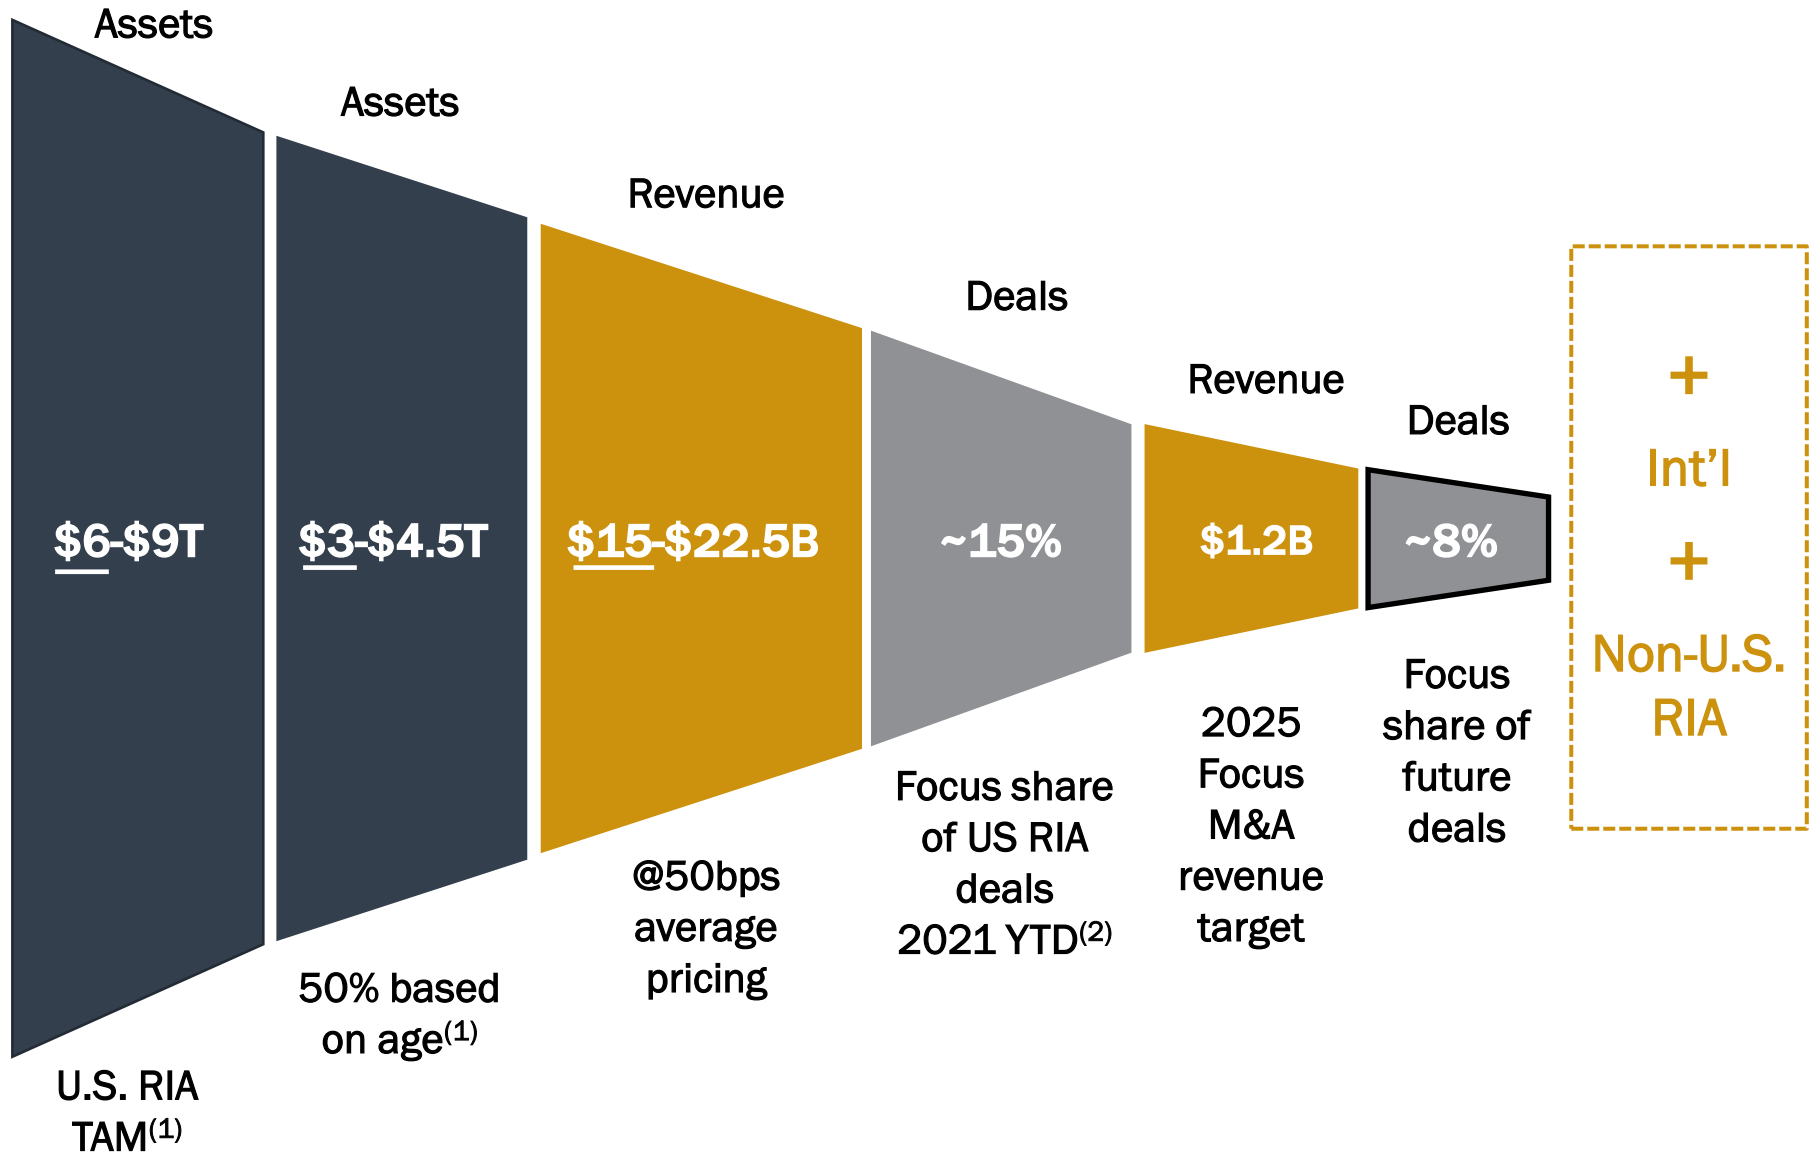 Assets
$6-$9T
U.S. RIA
TAM(1)
Assets
$3-$4.5T
50% based
on age(1)
Revenue
$15-$22.5B
@50bps
average
pricing
Deals
~15%
Focus share
of US RIA
deals
2021 YTD(2)
Revenue
$1.2B
2025
Focus
M&A
revenue
target
Deals
~8%
Focus
share of
future
deals
+
Int'l
+
Non-U.S.
RIA